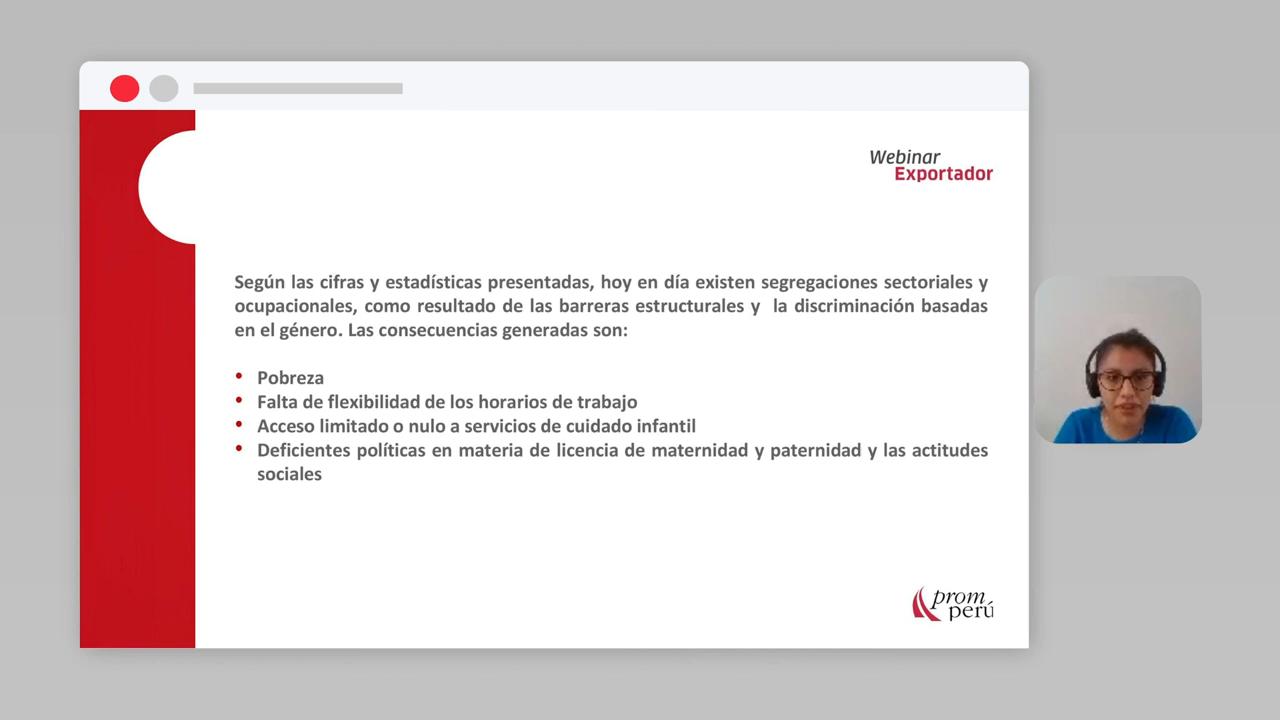 Webinar
Exportador
Según las cifras y estadísticas presentadas, hoy en día existen segregaciones sectoriales y
ocupacionales, como resultado de las barreras estructurales y la discriminación basadas
en el género. Las consecuencias generadas son:
• Pobreza
• Falta de flexibilidad de los horarios de trabajo
• Acceso limitado o nulo a servicios de cuidado infantil
• Deficientes políticas en materia de licencia de maternidad y paternidad y las actitudes
sociales
prom
perú